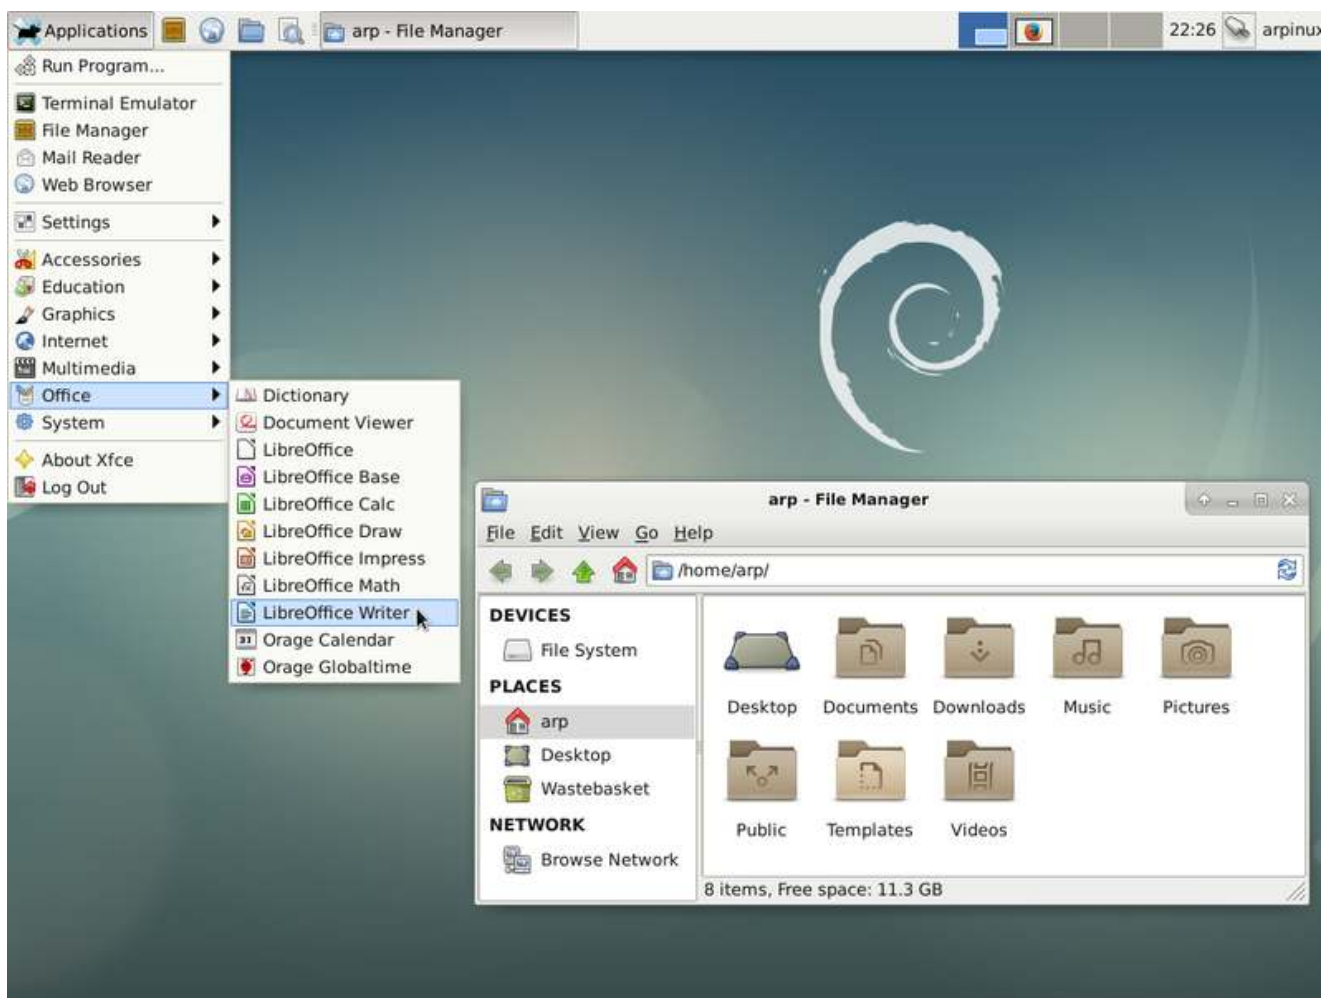 Applications
arp - File Manager
22:26
arpinux
Run Program...
Terminal Emulator
File Manager
Mail Reader
Web Browser
Settings
Accessories
Education
Graphics
Internet
Multimedia
Office
System
About Xfce
Log Out
Dictionary
Document Viewer
LibreOffice
LibreOffice Base
LibreOffice Calc
LibreOffice Draw
LibreOffice Impress
LibreOffice Math
LibreOffice Writer
31 Orage Calendar
Orage Globaltime
arp - File Manager
File Edit View Go Help
/home/arp/
DEVICES
File System
PLACES
arp
Desktop
Wastebasket
NETWORK
Browse Network
Desktop Documents Downloads Music Pictures
Public Templates Videos
8 items, Free space: 11.3 GB